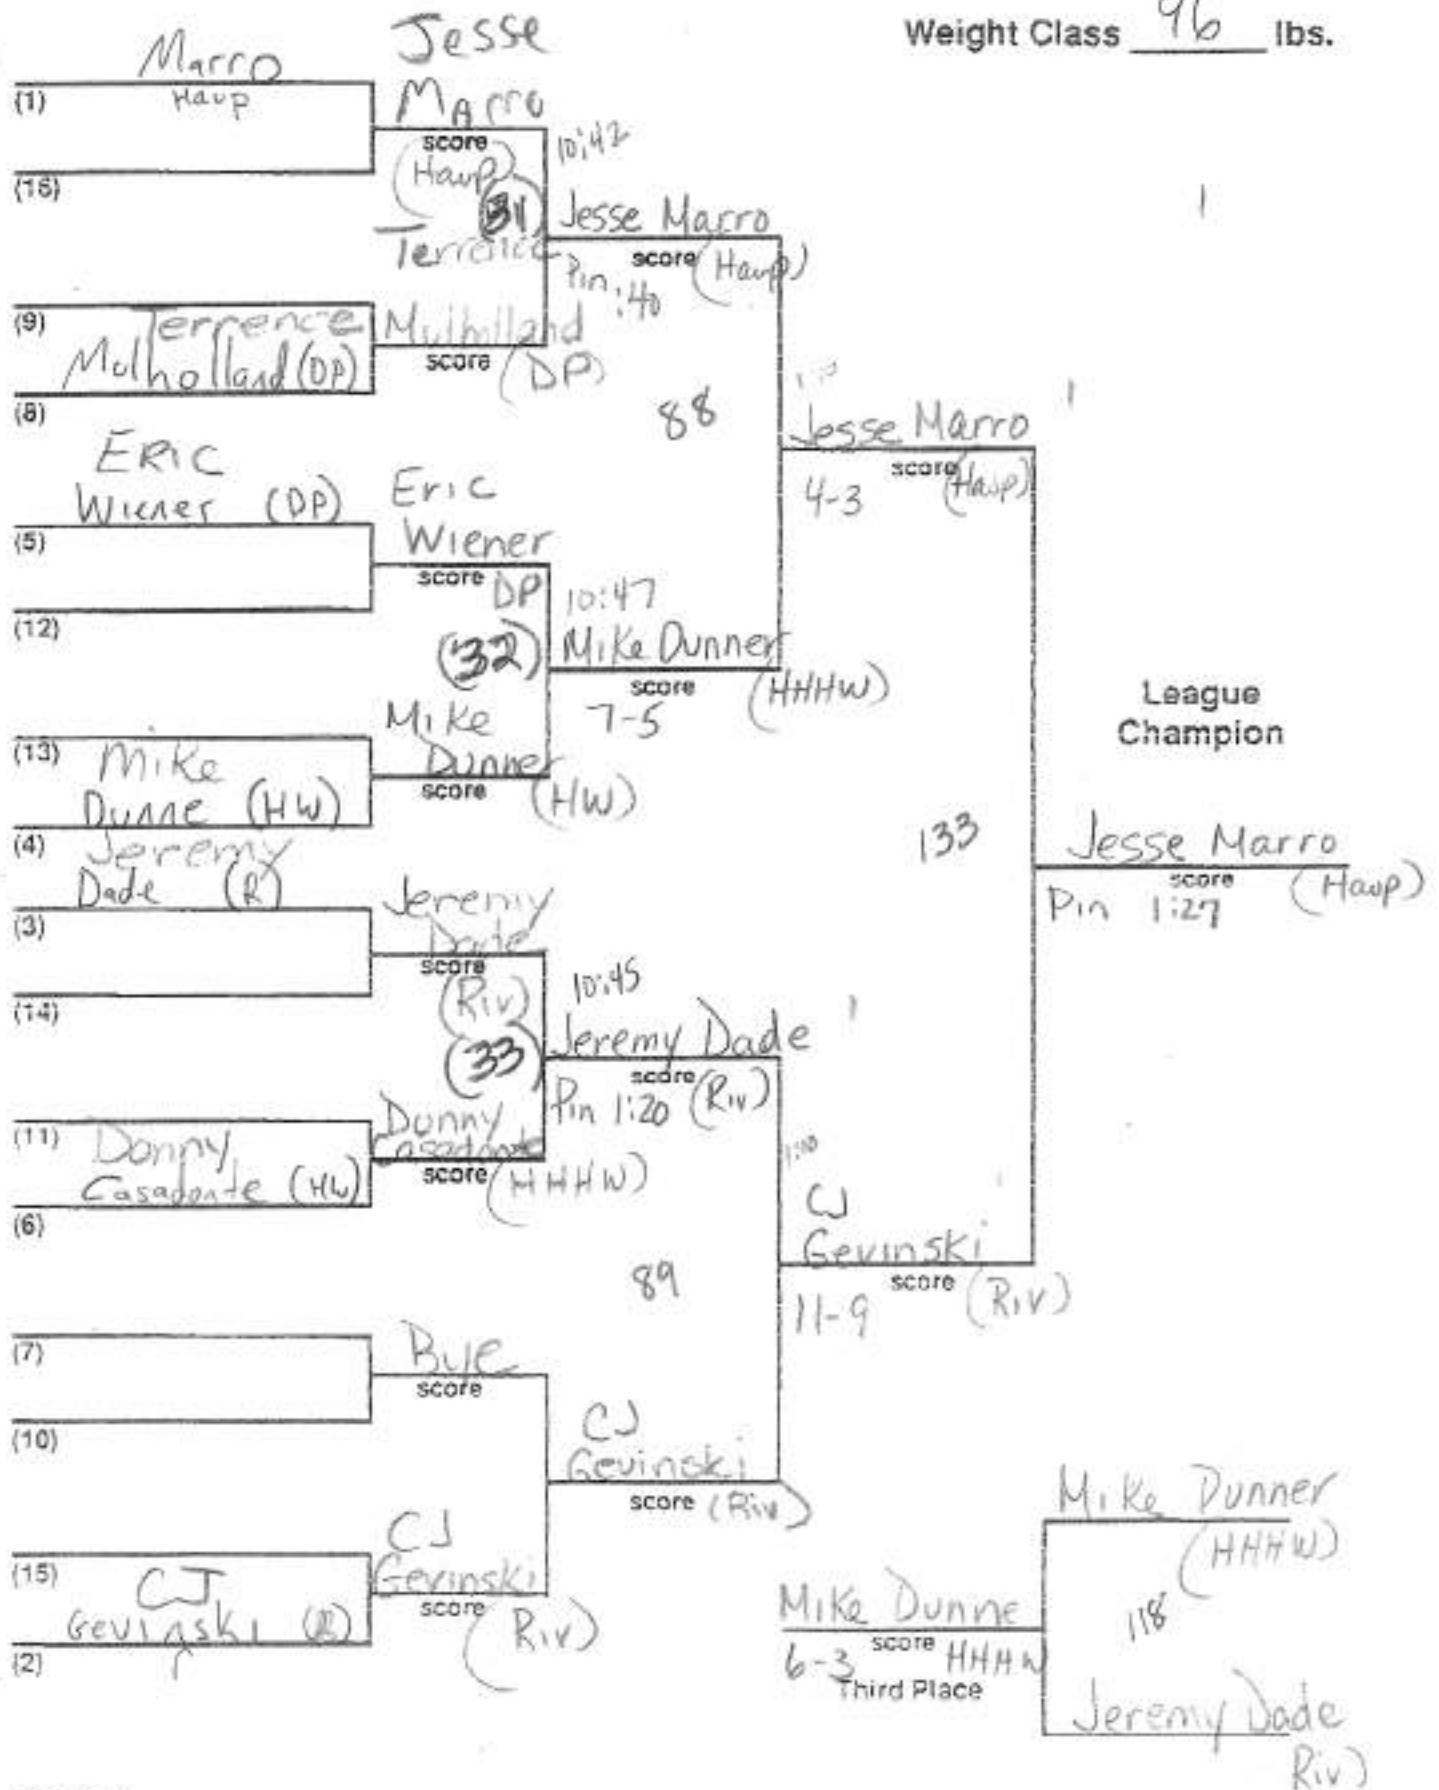 Weight Class 96 lbs.
Marro
(1) Haup
(16)
Jesse
Marro
score
(Haup)
10:42
(31)
Terrence
Mulholland
score
(DP)
(9) Terrence
Mulholland (DP)
(8)
Jesse Marro
score (Haup)
Pin :40
88
ERIC
Wiener (DP)
(5)
(12)
Eric
Wiener
score
DP
10:47
(32)
Mike Dunner
score
(HHHW)
7-5
Mike
Dunner
score
(HW)
(13) Mike
Dunne (HW)
(4)
Jesse Marro
score
(Haup)
4-3
League
Champion
133
Jesse Marro
score
(Haup)
Pin 1:27
Jeremy
Dade (R)
(3)
(14)
Jeremy
Dade
score
(Riv)
10:45
(33)
Jeremy Dade
score
Pin 1:20 (Riv)
Donny
Casadonte
score
(HHHW)
(11) Donny
Casadonte (HW)
(6)
89
CJ
Gevinski
score
(Riv)
11-9
(7)
(10)
Bye
score
CJ
Gevinski
score (Riv)
CJ
Gevinski
score
(Riv)
(15) CJ
Gevinski (R)
(2)
Mike Dunner
(HHHW)
118
Mike Dunne
score
6-3 HHHW
Third Place
Jeremy Dade
Riv)